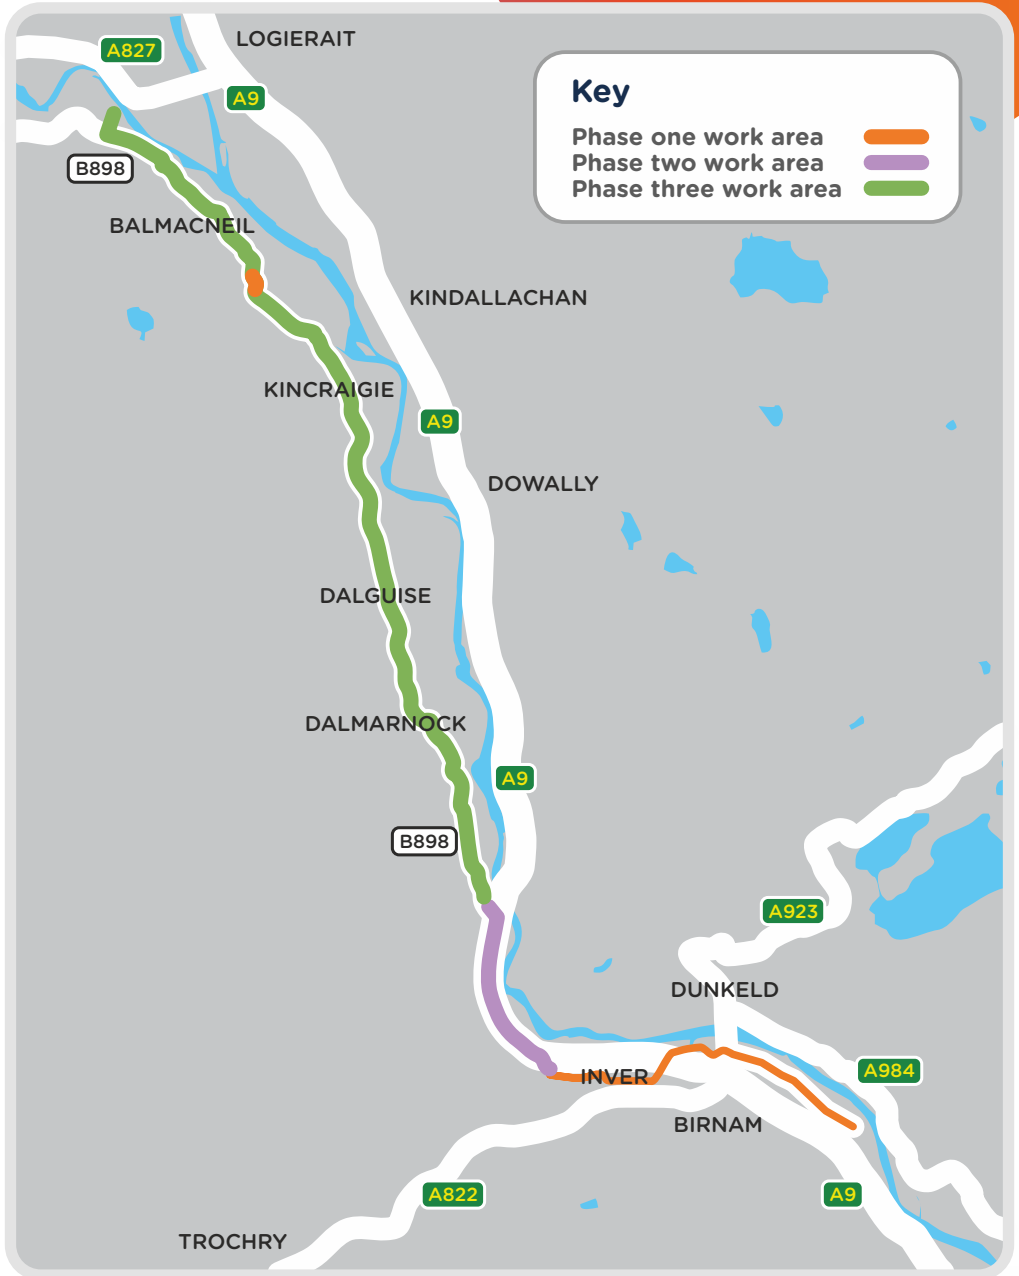 LOGIERAIT
A827
A9
Key
Phase one work area
Phase two work area
Phase three work area
B898
BALMACNEIL
KINDALLACHAN
KINCRAIGIE
A9
DOWALLY
DALGUISE
DALMARNOCK
A9
B898
A923
DUNKELD
A984
INVER
BIRNAM
A822
A9
TROCHRY